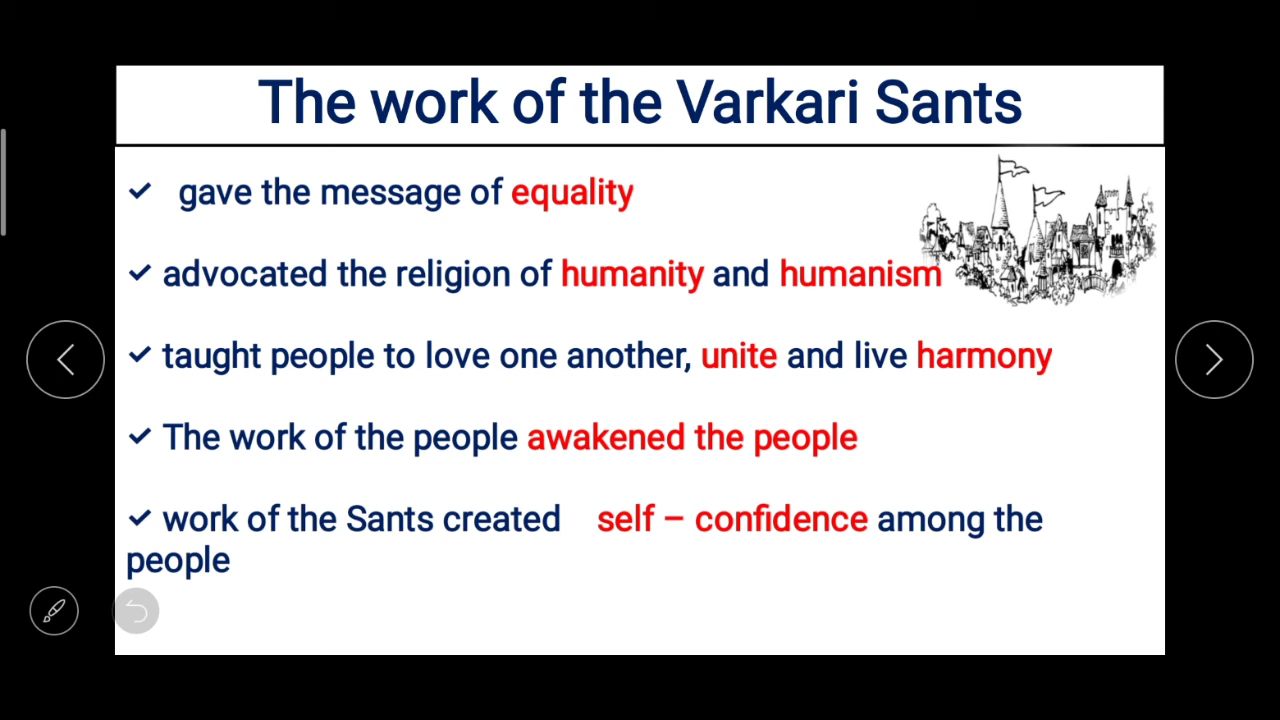 The work of the Varkari Sants
✓ gave the message of equality
✓ advocated the religion of humanity and humanism
✓ taught people to love one another, unite and live harmony
✓ The work of the people awakened the people
✓ work of the Sants created self – confidence among the
people